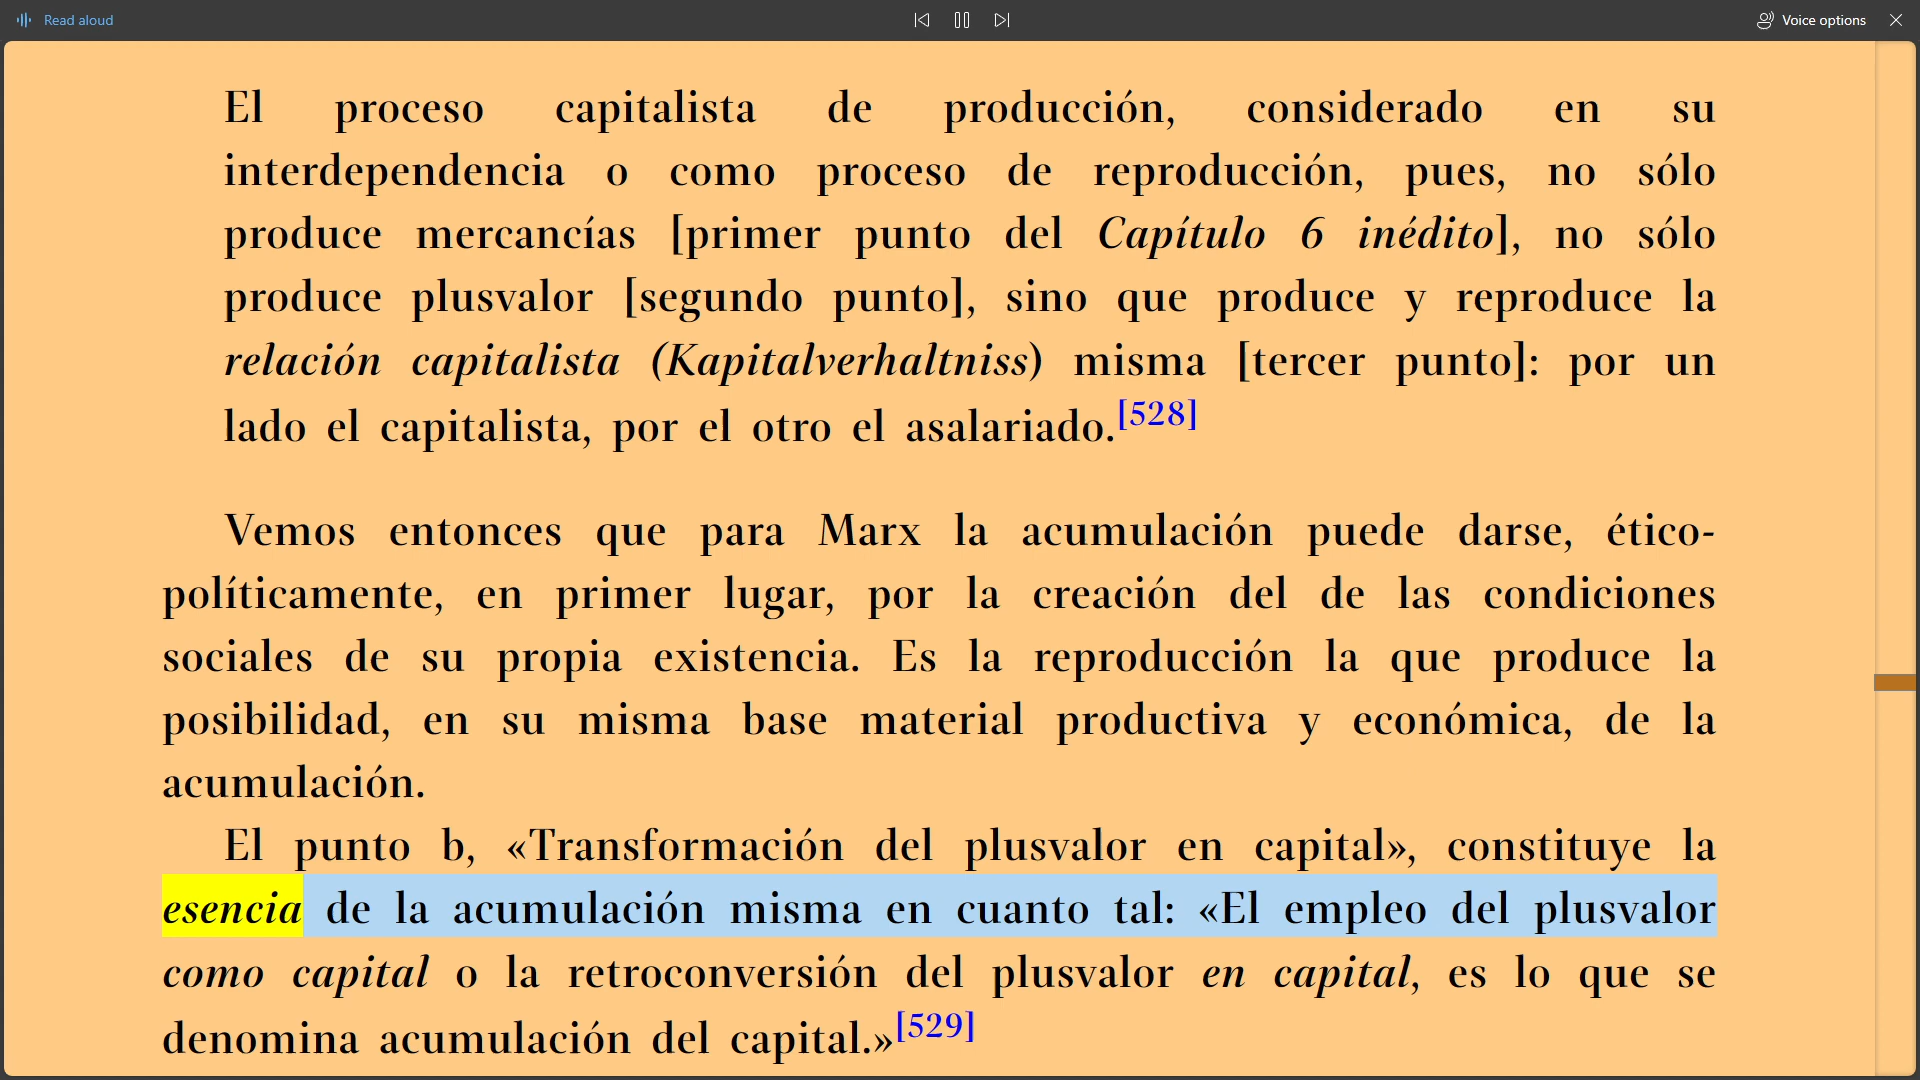 Read aloud
Voice options
El proceso capitalista de producción, considerado en su
interdependencia o como proceso de reproducción, pues, no sólo
produce mercancías [primer punto del Capítulo 6 inédito], no sólo
produce plusvalor [segundo punto], sino que produce y reproduce la
relación capitalista (Kapitalverhaltniss) misma [tercer punto]: por un
lado el capitalista, por el otro el asalariado.[528]
Vemos entonces que para Marx la acumulación puede darse, ético-
políticamente, en primer lugar, por la creación del de las condiciones
sociales de su propia existencia. Es la reproducción la que produce la
posibilidad, en su misma base material productiva y económica, de la
acumulación.
El punto b, «Transformación del plusvalor en capital», constituye la
esencia de la acumulación misma en cuanto tal: «El empleo del plusvalor
como capital o la retroconversión del plusvalor en capital, es lo que se
denomina acumulación del capital.»[529]